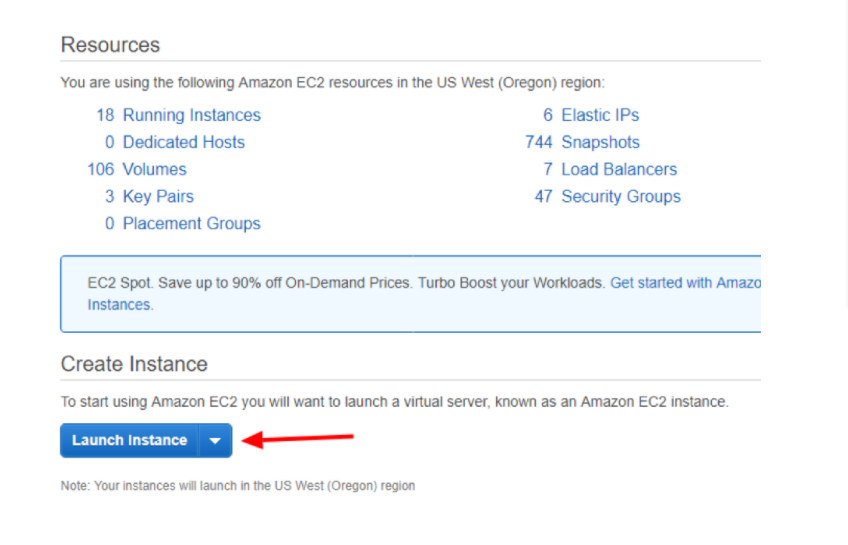 Resources
You are using the following Amazon EC2 resources in the US West (Oregon) region:
18 Running Instances
0 Dedicated Hosts
106 Volumes
3 Key Pairs
0 Placement Groups
6 Elastic IPs
744 Snapshots
7 Load Balancers
47 Security Groups
EC2 Spot. Save up to 90% off On-Demand Prices. Turbo Boost your Workloads. Get started with Amazo
Instances.
Create Instance
To start using Amazon EC2 you will want to launch a virtual server, known as an Amazon EC2 instance.
Launch Instance
Note: Your instances will launch in the US West (Oregon) region